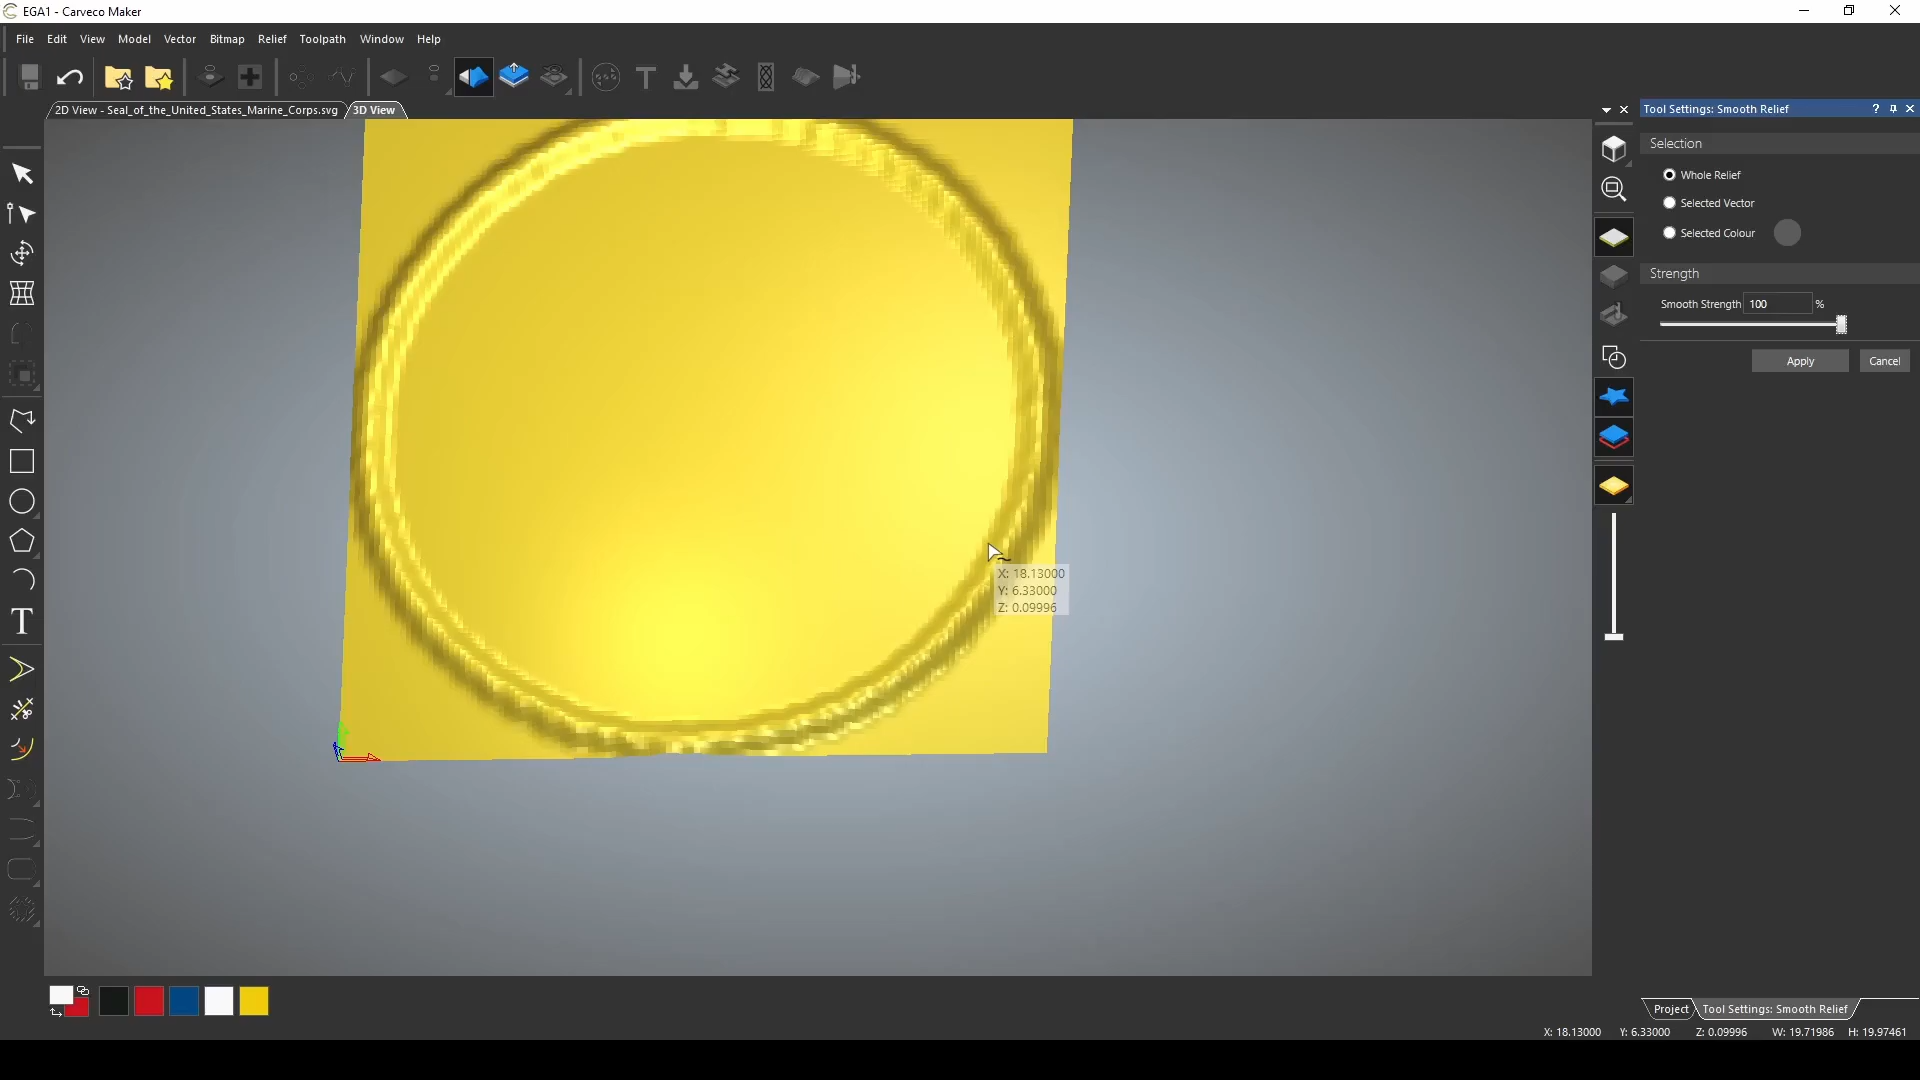 EGA1 - Carveco Maker
File Edit View Model Vector Bitmap Relief Toolpath Window Help
2D View - Seal_of_the_United_States_Marine_Corps.svg 3D View
Tool Settings: Smooth Relief
Selection
Whole Relief
Selected Vector
Selected Colour
Strength
Smooth Strength 100 %
Apply Cancel
X: 18.13000
Y: 6.33000
Z: 0.09996
Project Tool Settings: Smooth Relief
X: 18.13000 Y: 6.33000 Z: 0.09996 W: 19.71986 H: 19.97461